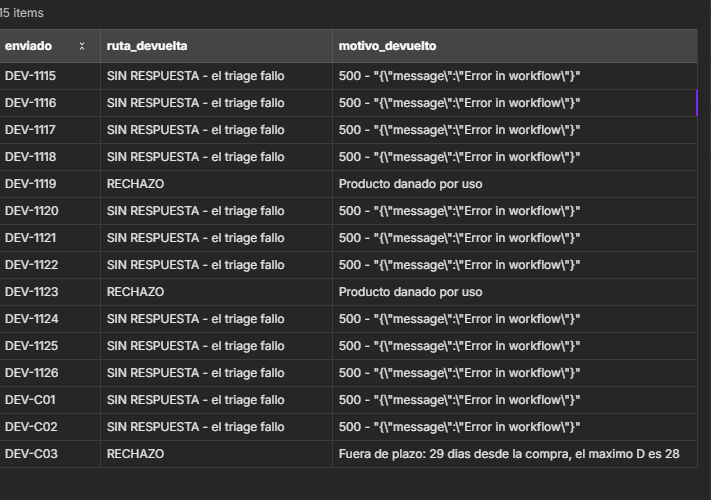 15 items
enviado ruta_devuelta motivo_devuelto
DEV-1115 SIN RESPUESTA - el triage fallo 500 - "{\"message\":\"Error in workflow\"}"
DEV-1116 SIN RESPUESTA - el triage fallo 500 - "{\"message\":\"Error in workflow\"}"
DEV-1117 SIN RESPUESTA - el triage fallo 500 - "{\"message\":\"Error in workflow\"}"
DEV-1118 SIN RESPUESTA - el triage fallo 500 - "{\"message\":\"Error in workflow\"}"
DEV-1119 RECHAZO Producto danado por uso
DEV-1120 SIN RESPUESTA - el triage fallo 500 - "{\"message\":\"Error in workflow\"}"
DEV-1121 SIN RESPUESTA - el triage fallo 500 - "{\"message\":\"Error in workflow\"}"
DEV-1122 SIN RESPUESTA - el triage fallo 500 - "{\"message\":\"Error in workflow\"}"
DEV-1123 RECHAZO Producto danado por uso
DEV-1124 SIN RESPUESTA - el triage fallo 500 - "{\"message\":\"Error in workflow\"}"
DEV-1125 SIN RESPUESTA - el triage fallo 500 - "{\"message\":\"Error in workflow\"}"
DEV-1126 SIN RESPUESTA - el triage fallo 500 - "{\"message\":\"Error in workflow\"}"
DEV-C01 SIN RESPUESTA - el triage fallo 500 - "{\"message\":\"Error in workflow\"}"
DEV-C02 SIN RESPUESTA - el triage fallo 500 - "{\"message\":\"Error in workflow\"}"
DEV-C03 RECHAZO Fuera de plazo: 29 dias desde la compra, el maximo D es 28